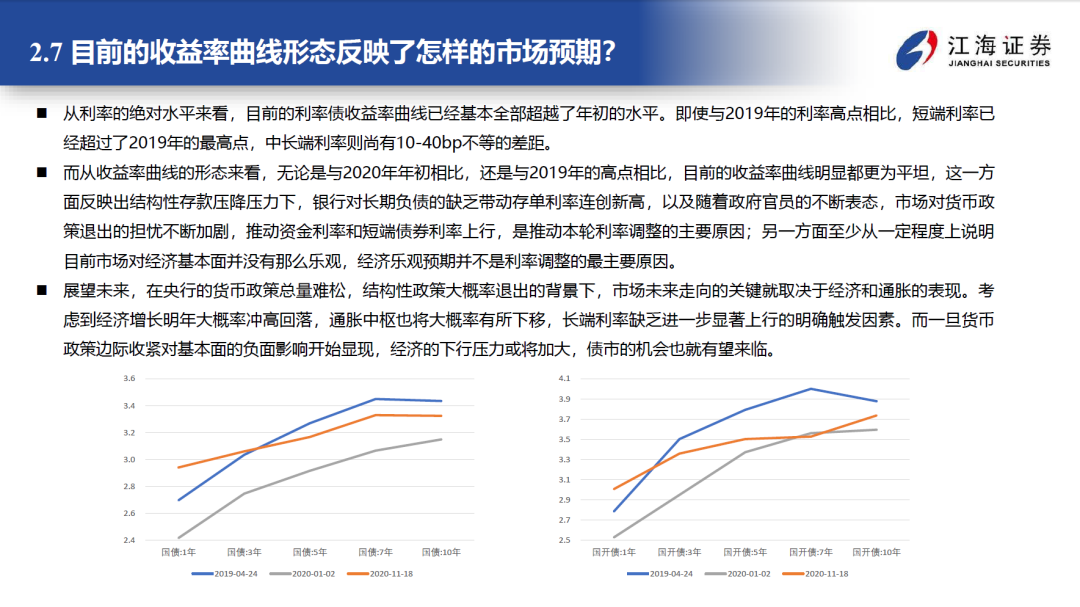 2.7 目前的收益率曲线形态反映了怎样的市场预期？
江海证券
JIANGHAI SECURITIES
■ 从利率的绝对水平来看，目前的利率债收益率曲线已经基本全部超越了年初的水平。即使与2019年的利率高点相比，短端利率已
经超过了2019年的最高点，中长端利率则尚有10-40bp不等的差距。
■ 而从收益率曲线的形态来看，无论是与2020年年初相比，还是与2019年的高点相比，目前的收益率曲线明显都更为平坦，这一方
面反映出结构性存款压降压力下，银行对长期负债的缺乏带动存单利率连创新高，以及随着政府官员的不断表态，市场对货币政
策退出的担忧不断加剧，推动资金利率和短端债券利率上行，是推动本轮利率调整的主要原因；另一方面至少从一定程度上说明
目前市场对经济基本面并没有那么乐观，经济乐观预期并不是利率调整的最主要原因。
■ 展望未来，在央行的货币政策总量难松，结构性政策大概率退出的背景下，市场未来走向的关键就取决于经济和通胀的表现。考
虑到经济增长明年大概率冲高回落，通胀中枢也将大概率有所下移，长端利率缺乏进一步显著上行的明确触发因素。而一旦货币
政策边际收紧对基本面的负面影响开始显现，经济的下行压力或将加大，债市的机会也就有望来临。
3.6
3.4
3.2
3.0
2.8
2.6
2.4
国债:1年 国债:3年 国债:5年 国债:7年 国债:10年
2019-04-24 2020-01-02 2020-11-18
4.1
3.9
3.7
3.5
3.3
3.1
2.9
2.7
2.5
国开债:1年 国开债:3年 国开债:5年 国开债:7年 国开债:10年
2019-04-24 2020-01-02 2020-11-18